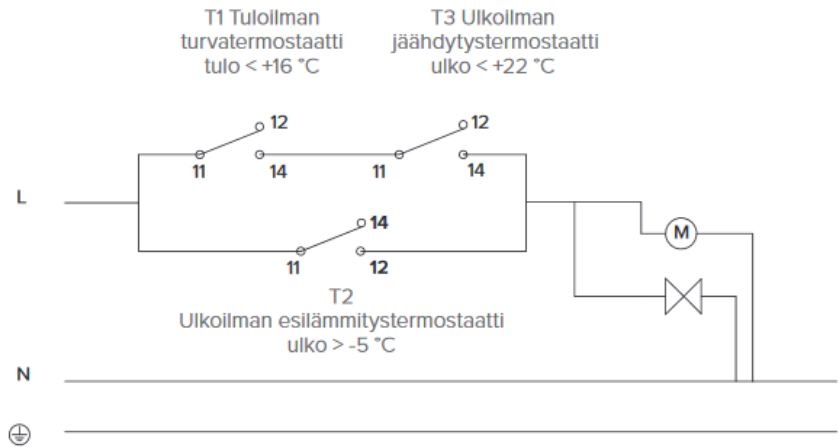 T1 Tuloilman
turvatermostaatti
tulo < +16 °C
T3 Ulkoilman
jäähdytystermostaatti
ulko < +22 °C
12
12
11
14
11
14
L
14
M
11
12
T2
Ulkoilman esilämmitystermostaatti
ulko > -5 °C
N